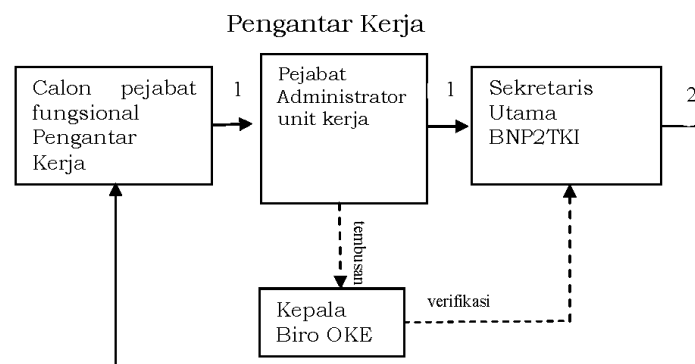 Pengantar Kerja
Calon pejabat
fungsional
Pengantar
Kerja
1
Pejabat
Administrator
unit kerja
1
Sekretaris
Utama
BNP2TKI
2
tembusan
Kepala
Biro OKE
verifikasi